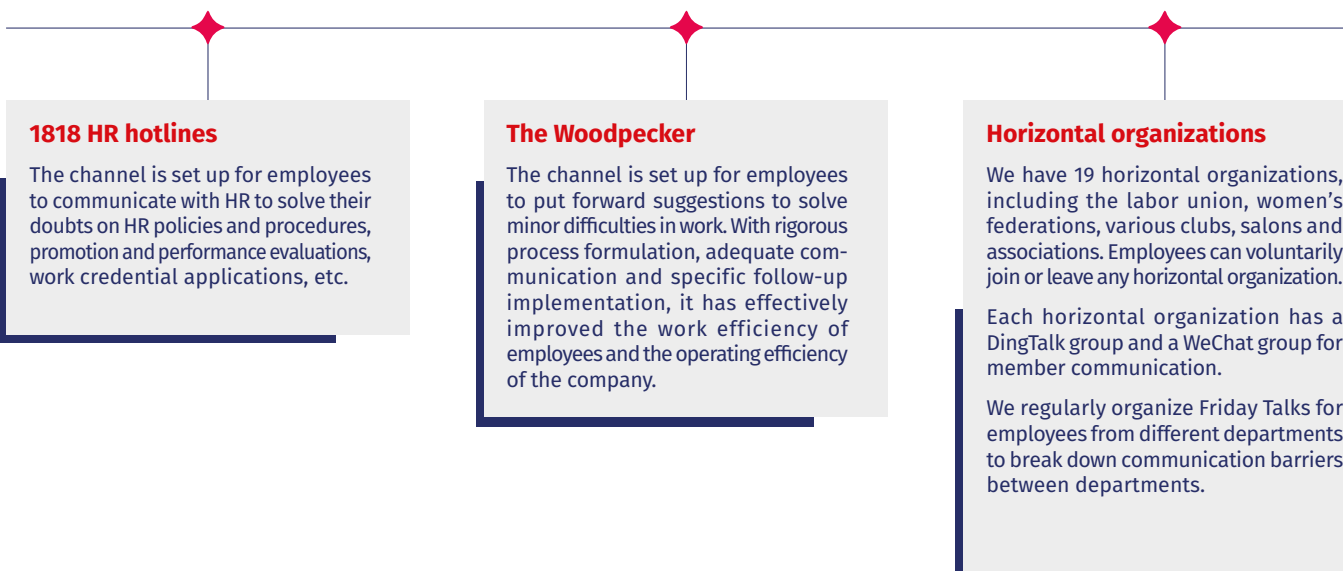 1818 HR hotlines
The channel is set up for employees
to communicate with HR to solve their
doubts on HR policies and procedures,
promotion and performance evaluations,
work credential applications, etc.
The Woodpecker
The channel is set up for employees
to put forward suggestions to solve
minor difficulties in work. With rigorous
process formulation, adequate com-
munication and specific follow-up
implementation, it has effectively
improved the work efficiency of
employees and the operating efficiency
of the company.
Horizontal organizations
We have 19 horizontal organizations,
including the labor union, women's
federations, various clubs, salons and
associations. Employees can voluntarily
join or leave any horizontal organization.
Each horizontal organization has a
DingTalk group and a WeChat group for
member communication.
We regularly organize Friday Talks for
employees from different departments
to break down communication barriers
between departments.